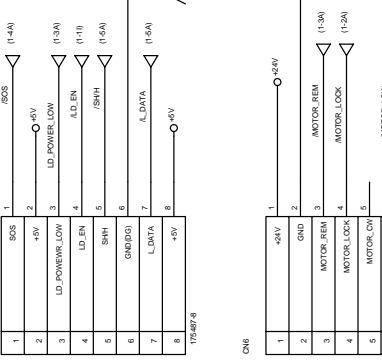 1 SOS 1 /SOS (1-4A)
2 +5V 2 +5V
3 LD_POWEWR_LOW 3 LD_POWER_LOW (1-3A)
4 LD_EN 4 /LD_EN (1-1I)
5 SH/H 5 /SH/H (1-5A)
6 GND(DG) 6
7 L_DATA 7 /L_DATA (1-5A)
8 +5V 8 +5V
175487-8
CN6
1 +24V 1 +24V
2 GND 2
3 MOTOR_REM 3 /MOTOR_REM (1-3A)
4 MOTOR_LOCK 4 /MOTOR_LOCK (1-2A)
5 MOTOR_CW 5